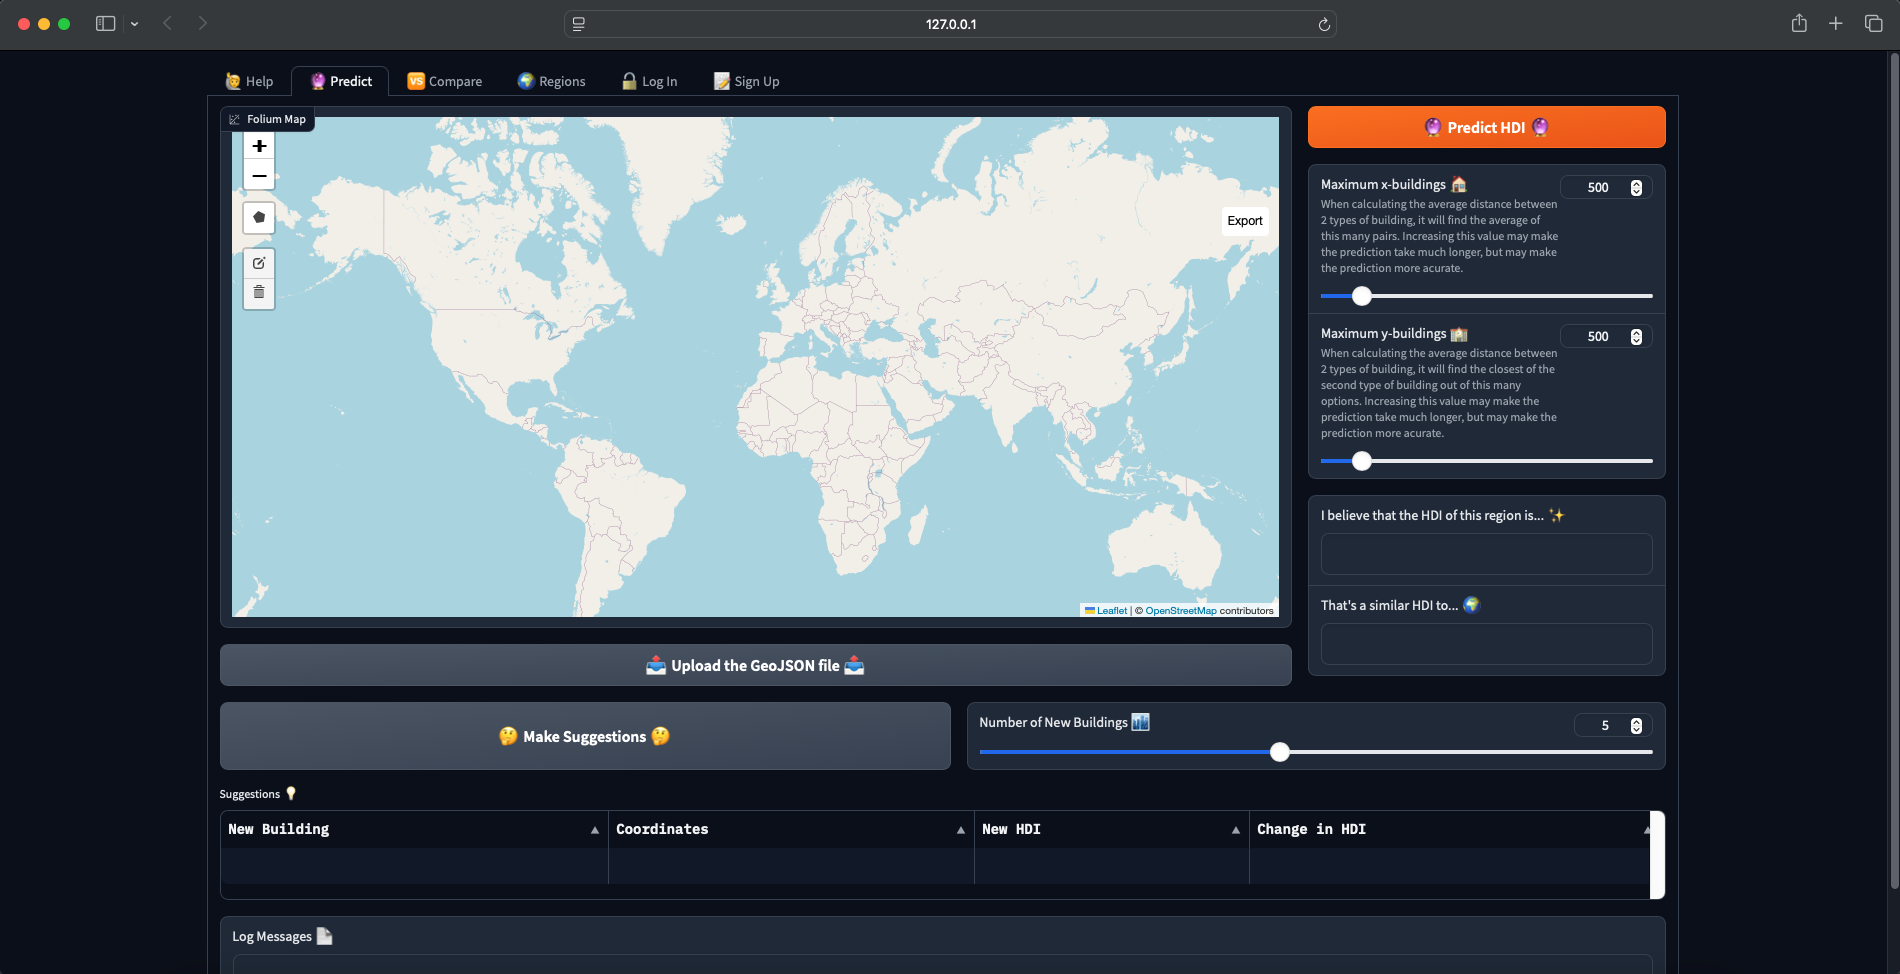 127.0.0.1
Help
Predict
Compare
Regions
Log In
Sign Up
Folium Map
+
−
Export
Leaflet | © OpenStreetMap contributors
Predict HDI
Maximum x-buildings
500
When calculating the average distance between
2 types of building, it will find the average of
this many pairs. Increasing this value may make
the prediction take much longer, but may make
the prediction more acurate.
Maximum y-buildings
500
When calculating the average distance between
2 types of building, it will find the closest of the
second type of building out of this many
options. Increasing this value may make the
prediction take much longer, but may make the
prediction more acurate.
I believe that the HDI of this region is...
That's a similar HDI to...
Upload the GeoJSON file
Make Suggestions
Number of New Buildings
5
Suggestions
New Building
Coordinates
New HDI
Change in HDI
Log Messages